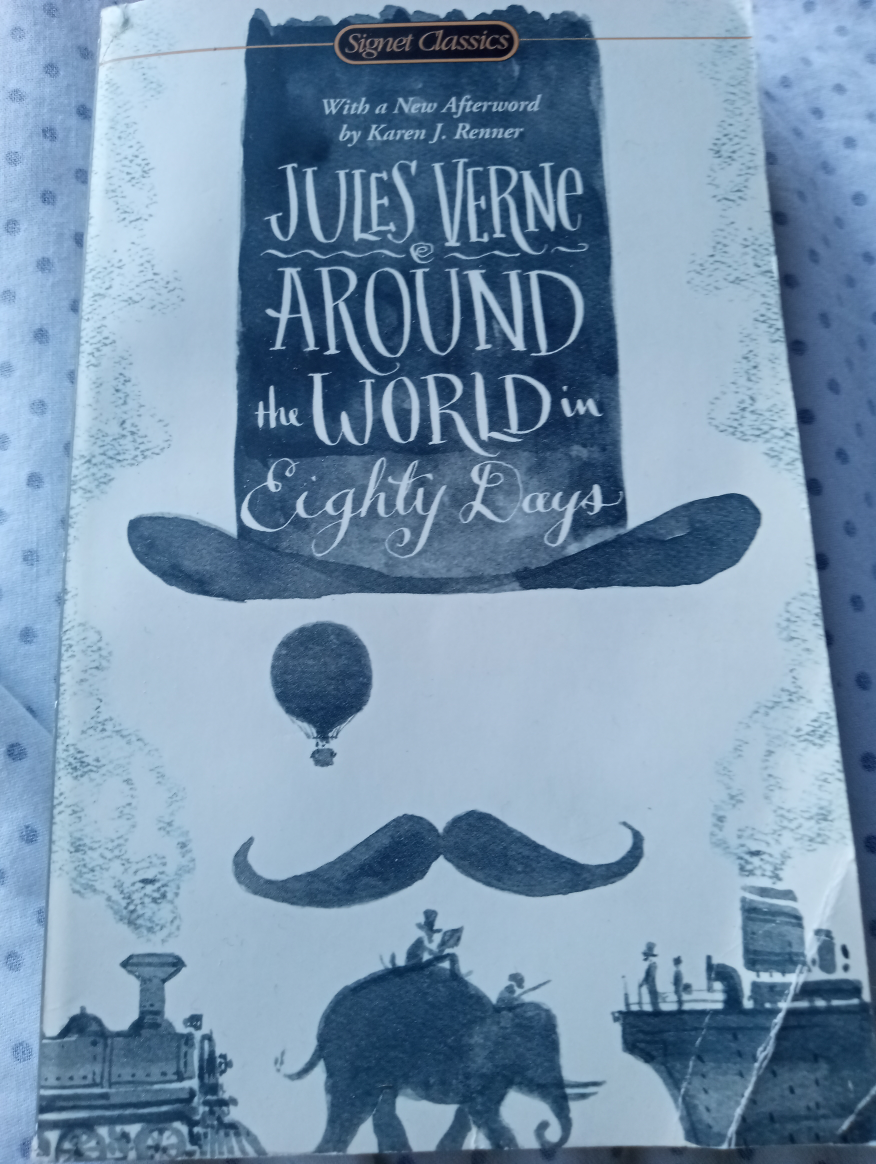 Signet Classics
With a New Afterword
by Karen J. Renner
JULES VERNE
AROUND
the WORLD in
Eighty Days